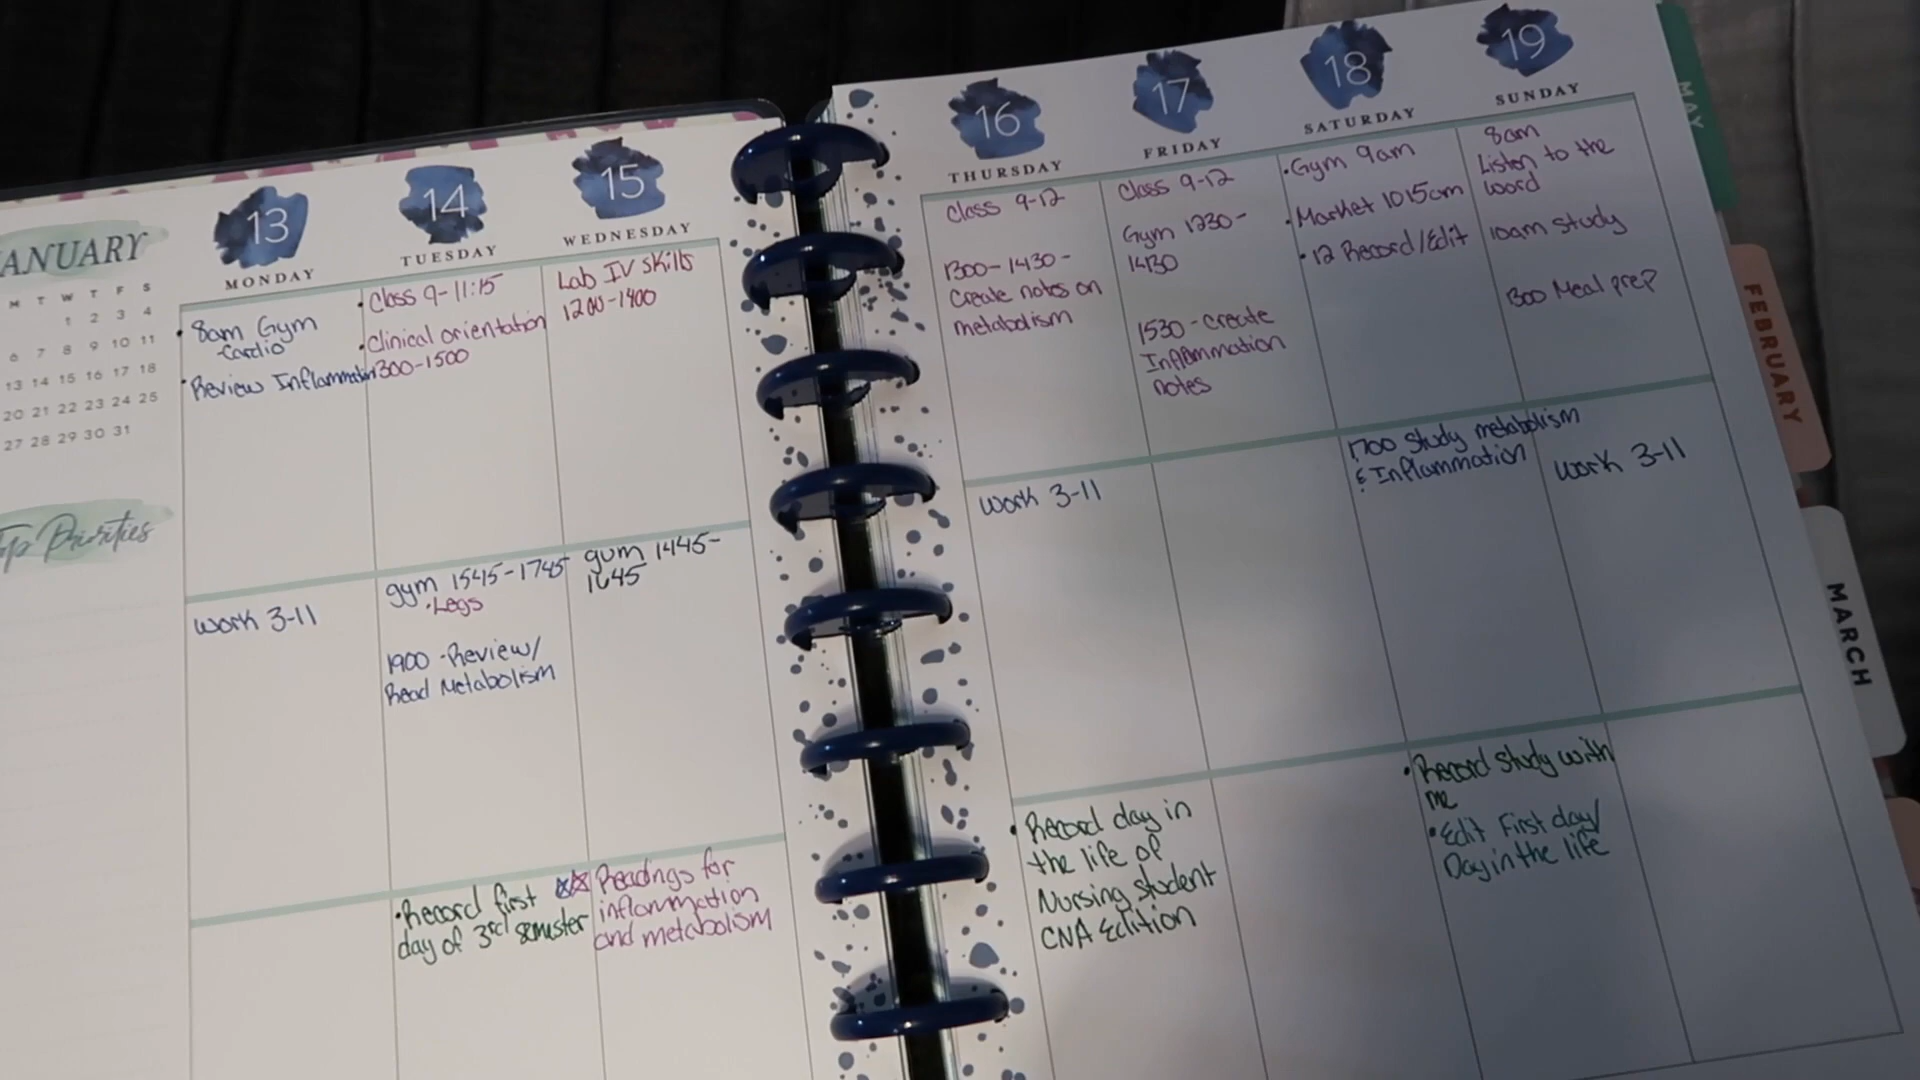 ANUARY
M T W T F S
1 2 3 4
6 7 8 9 10 11
13 14 15 16 17 18
20 21 22 23 24 25
27 28 29 30 31
Top Priorities
13
MONDAY
• 8am Gym
-Cardio
• Review Inflammation
work 3-11
14
TUESDAY
• Class 9-11:15
• Clinical orientation
1300-1500
gym 1545-1745
• Legs
1900 - Review/
Read Metabolism
• Record first
day of 3rd semester
15
WEDNESDAY
Lab IV skills
1200-1400
gym 1445-
1645
Readings for
inflammation
and metabolism
16
THURSDAY
Class 9-12
1300-1430-
Create notes on
metabolism
work 3-11
• Record day in
the life of
Nursing student
CNA Edition
17
FRIDAY
Class 9-12
Gym 1230-
1430
1530-Create
Inflammation
notes
18
SATURDAY
• Gym 9am
• Market 1015am
• 12 Record/Edit
1700 Study metabolism
& Inflammation
• Record Study with
me
• Edit First day/
Day in the life
19
SUNDAY
8am
Listen to the
word
10am study
1300 Meal prep
work 3-11
MAY
FEBRUARY
MARCH